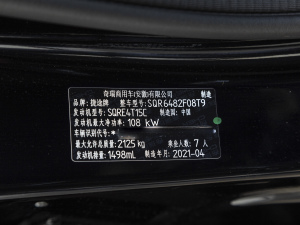 奇瑞商用车(安徽)有限公司 制造
品牌:捷途牌 整车型号:SQR6482F08T9
发动机型号:SQRE4T15C 制造国:中国
发动机最大净功率:108 kW
车辆识别代号:*
最大允许总质量:2125 kg 乘坐人数:7 人
发动机排量:1498mL 制造年月:2021-04